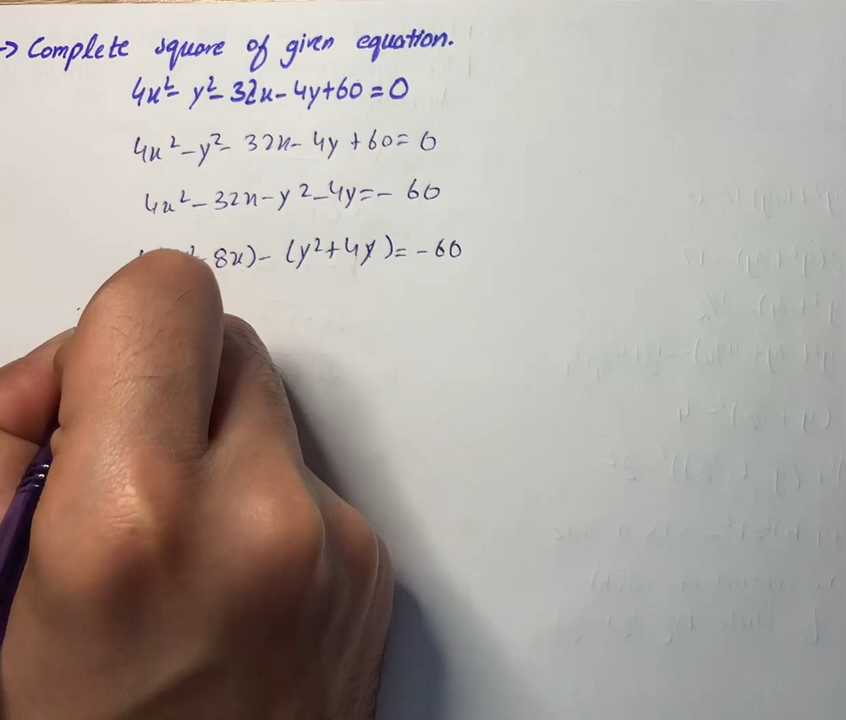 → Complete square of given equation.
4x² - y² - 32x - 4y + 60 = 0
4x² - y² - 32x - 4y + 60 = 0
4x² - 32x - y² - 4y = - 60
- 8x) - (y² + 4y) = - 60